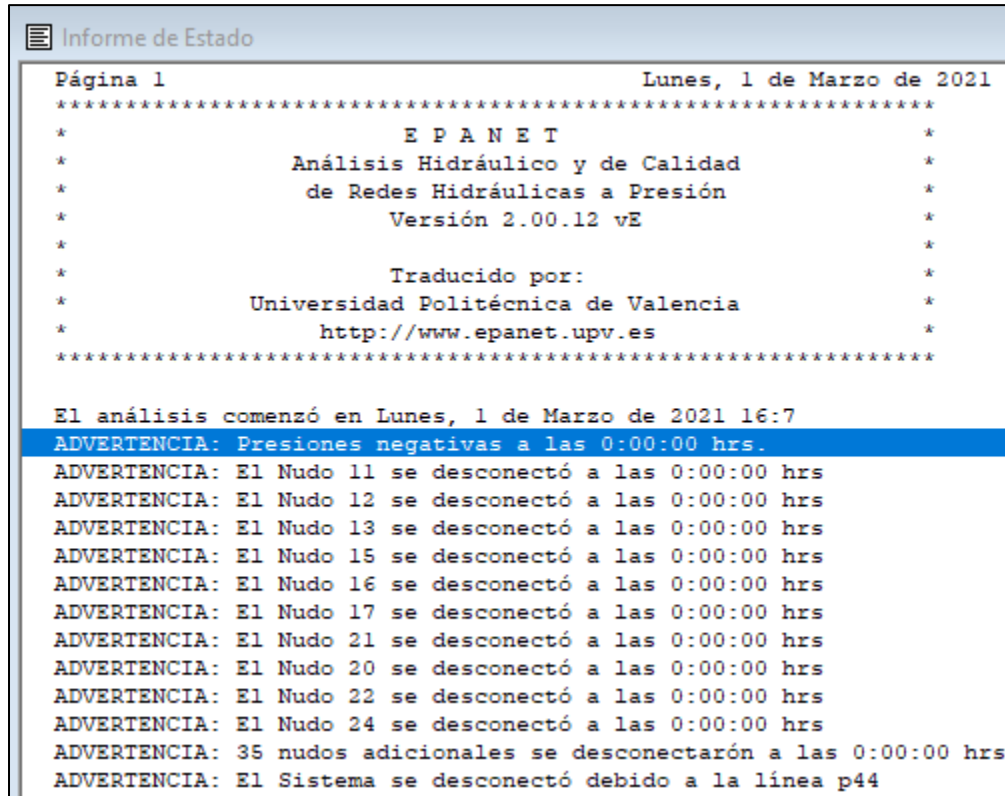 Informe de Estado
Página 1 Lunes, 1 de Marzo de 2021
******************************************************************
* E P A N E T *
* Análisis Hidráulico y de Calidad *
* de Redes Hidráulicas a Presión *
* Versión 2.00.12 vE *
* *
* Traducido por: *
* Universidad Politécnica de Valencia *
* http://www.epanet.upv.es *
******************************************************************
El análisis comenzó en Lunes, 1 de Marzo de 2021 16:7
ADVERTENCIA: Presiones negativas a las 0:00:00 hrs.
ADVERTENCIA: El Nudo 11 se desconectó a las 0:00:00 hrs
ADVERTENCIA: El Nudo 12 se desconectó a las 0:00:00 hrs
ADVERTENCIA: El Nudo 13 se desconectó a las 0:00:00 hrs
ADVERTENCIA: El Nudo 15 se desconectó a las 0:00:00 hrs
ADVERTENCIA: El Nudo 16 se desconectó a las 0:00:00 hrs
ADVERTENCIA: El Nudo 17 se desconectó a las 0:00:00 hrs
ADVERTENCIA: El Nudo 21 se desconectó a las 0:00:00 hrs
ADVERTENCIA: El Nudo 20 se desconectó a las 0:00:00 hrs
ADVERTENCIA: El Nudo 22 se desconectó a las 0:00:00 hrs
ADVERTENCIA: El Nudo 24 se desconectó a las 0:00:00 hrs
ADVERTENCIA: 35 nudos adicionales se desconectarón a las 0:00:00 hrs
ADVERTENCIA: El Sistema se desconectó debido a la línea p44